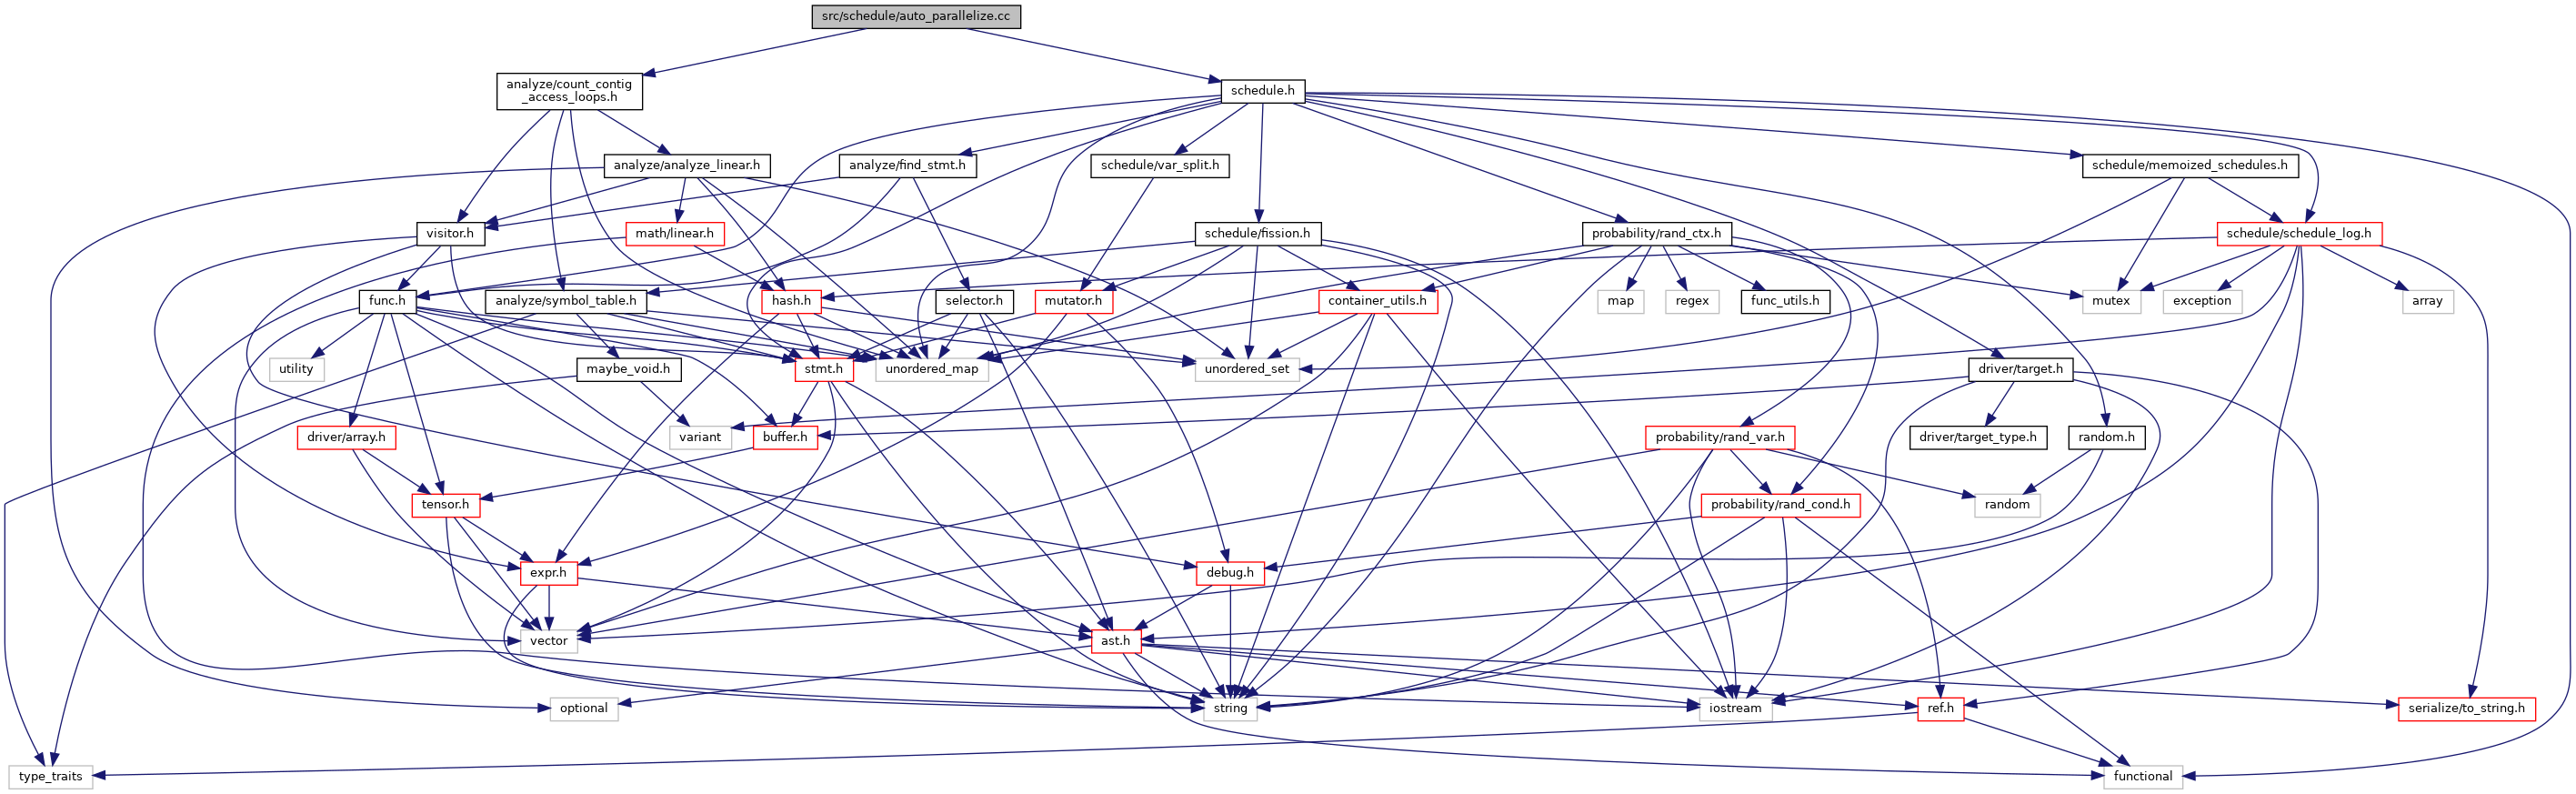 src/schedule/auto_parallelize.cc
analyze/count_contig
_access_loops.h
schedule.h
analyze/analyze_linear.h
analyze/find_stmt.h
schedule/var_split.h
schedule/memoized_schedules.h
visitor.h
math/linear.h
schedule/fission.h
probability/rand_ctx.h
schedule/schedule_log.h
func.h
analyze/symbol_table.h
hash.h
selector.h
mutator.h
container_utils.h
map
regex
func_utils.h
mutex
exception
array
utility
maybe_void.h
stmt.h
unordered_map
unordered_set
driver/target.h
driver/array.h
variant
buffer.h
probability/rand_var.h
driver/target_type.h
random.h
tensor.h
probability/rand_cond.h
random
expr.h
debug.h
vector
ast.h
optional
string
iostream
ref.h
serialize/to_string.h
type_traits
functional